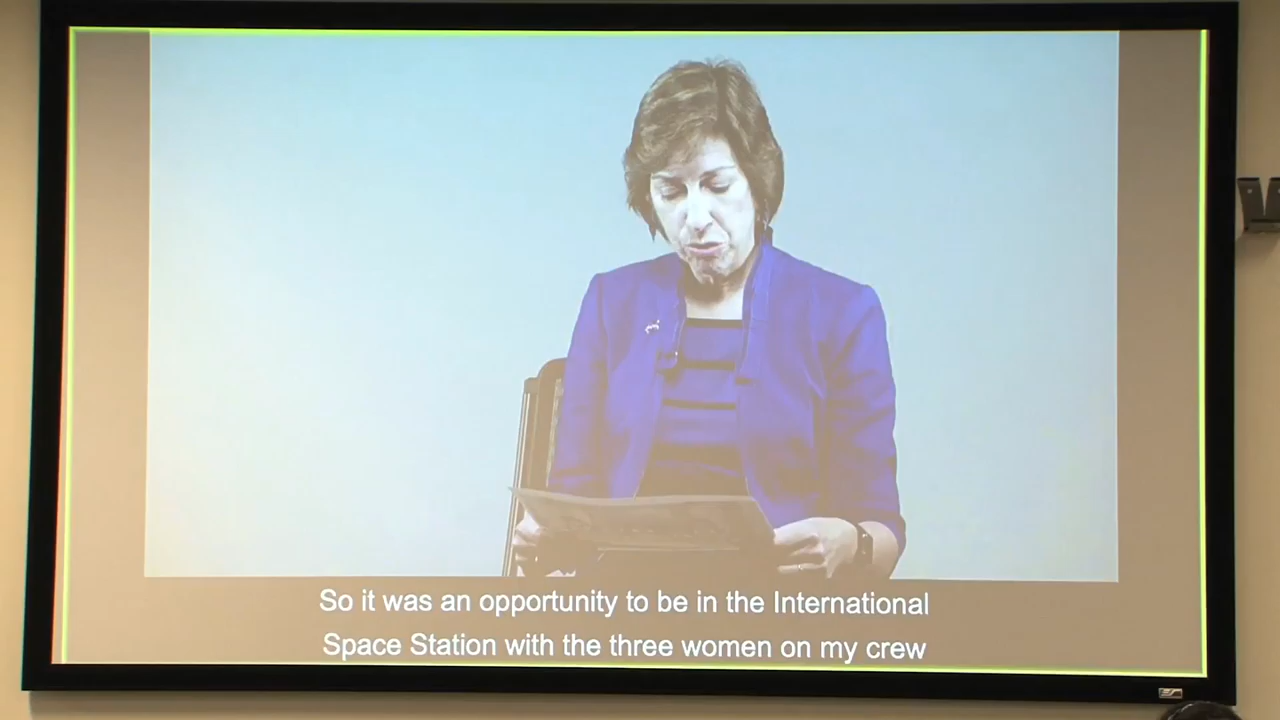 So it was an opportunity to be in the International
Space Station with the three women on my crew